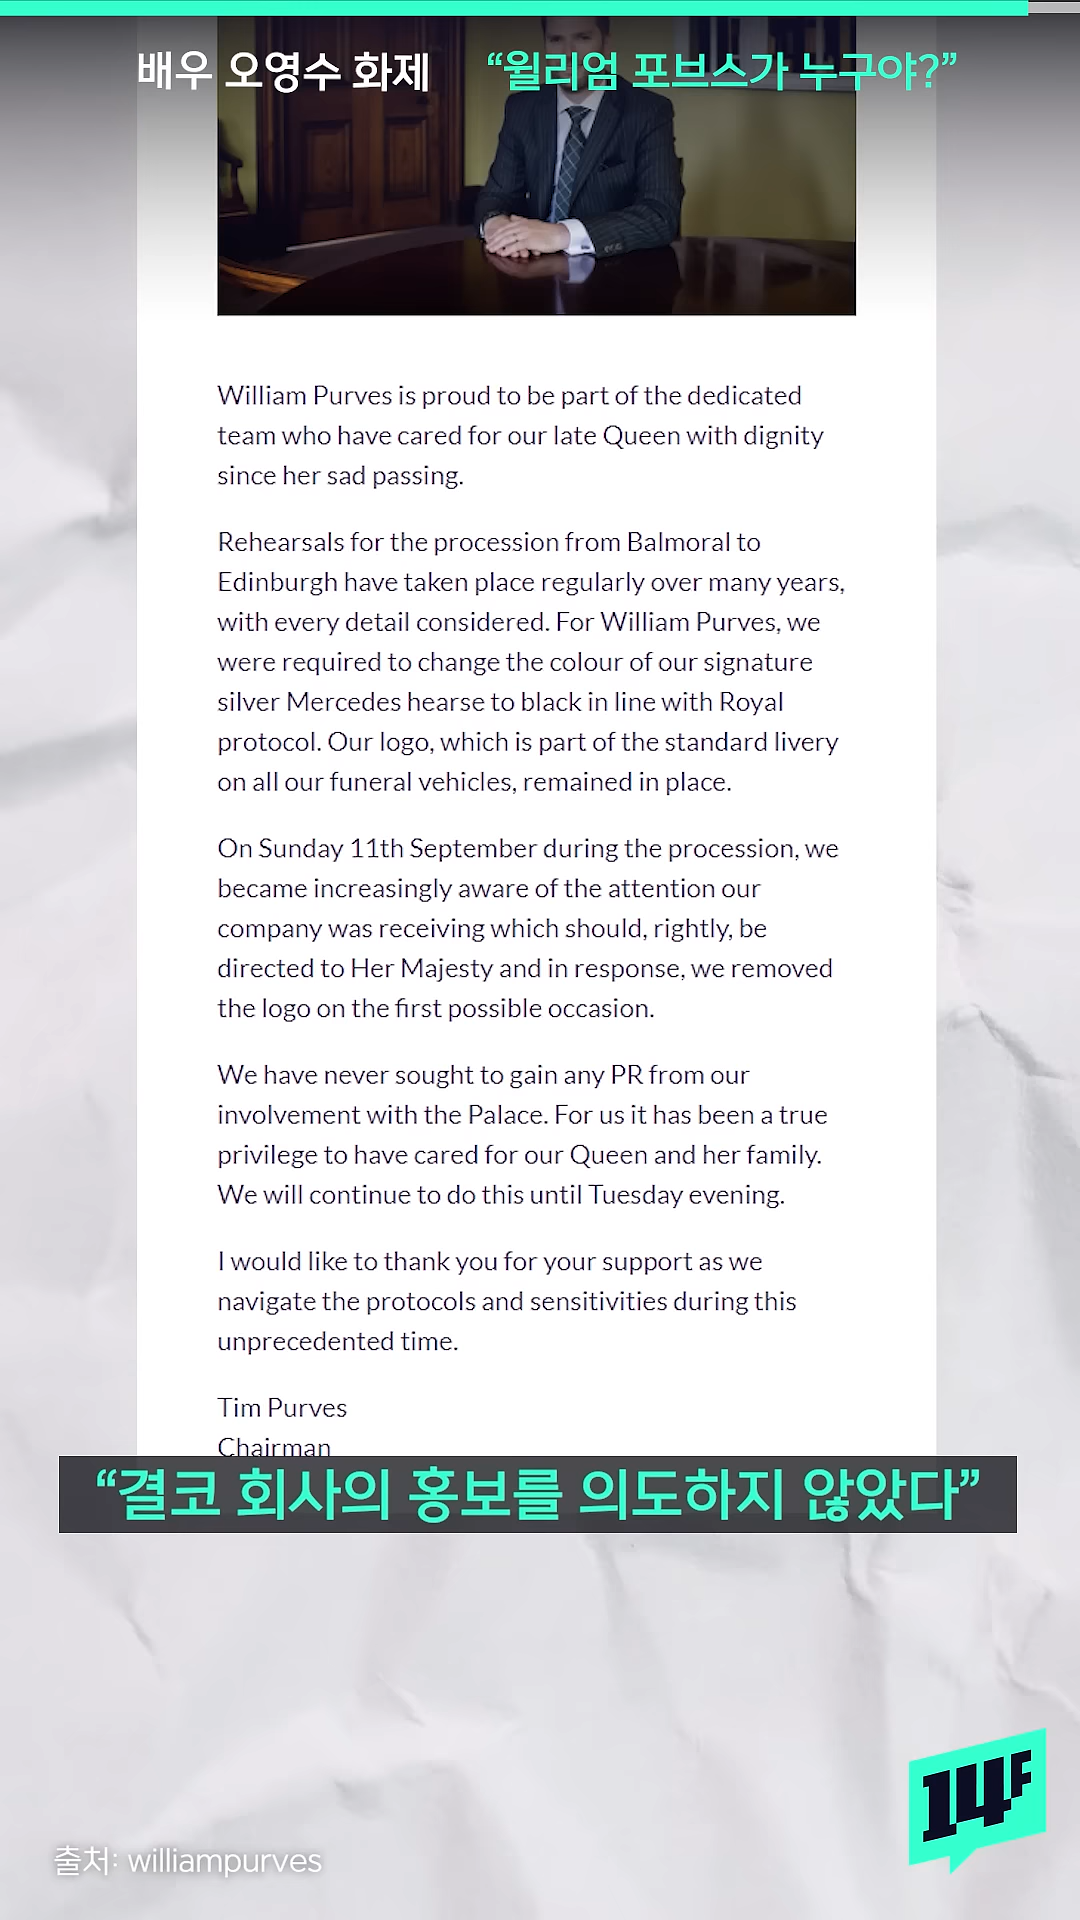 배우 오영수 화제
“윌리엄 포브스가 누구야?”
William Purves is proud to be part of the dedicated
team who have cared for our late Queen with dignity
since her sad passing.
Rehearsals for the procession from Balmoral to
Edinburgh have taken place regularly over many years,
with every detail considered. For William Purves, we
were required to change the colour of our signature
silver Mercedes hearse to black in line with Royal
protocol. Our logo, which is part of the standard livery
on all our funeral vehicles, remained in place.
On Sunday 11th September during the procession, we
became increasingly aware of the attention our
company was receiving which should, rightly, be
directed to Her Majesty and in response, we removed
the logo on the first possible occasion.
We have never sought to gain any PR from our
involvement with the Palace. For us it has been a true
privilege to have cared for our Queen and her family.
We will continue to do this until Tuesday evening.
I would like to thank you for your support as we
navigate the protocols and sensitivities during this
unprecedented time.
Tim Purves
Chairman
“결코 회사의 홍보를 의도하지 않았다”
14F
출처: williampurves